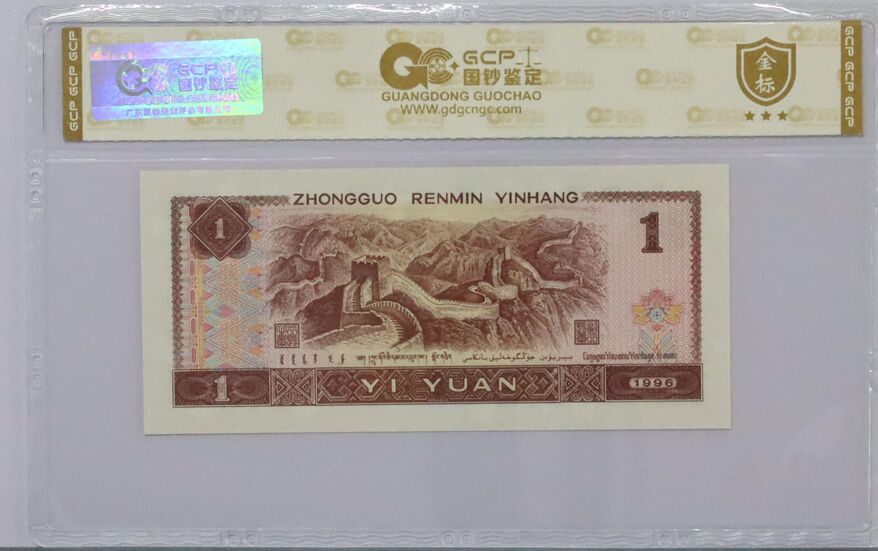 GCP
国钞鉴定
GCP
国钞鉴定
GUANGDONG GUOCHAO
www.gdgcngc.com
金
标
GCP GCP GCP
GCP GCP GCP
ZHONGGUO RENMIN YINHANG
1
1
1
YI YUAN
1996